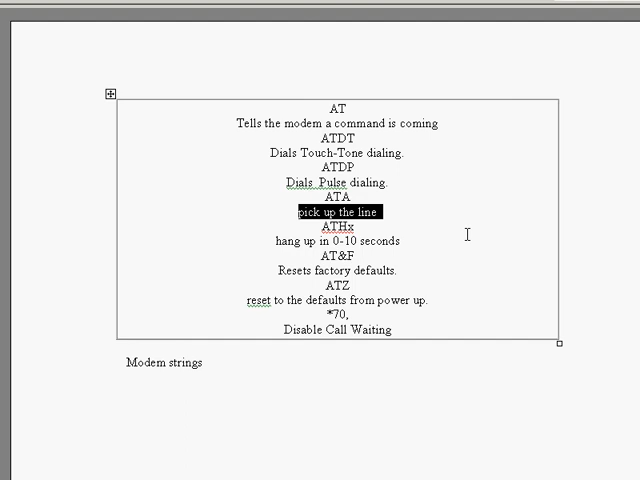 AT
Tells the modem a command is coming
ATDT
Dials Touch-Tone dialing.
ATDP
Dials  Pulse dialing.
ATA
pick up the line
ATHx
hang up in 0-10 seconds
AT&F
Resets factory defaults.
ATZ
reset to the defaults from power up.
*70,
Disable Call Waiting
Modem strings